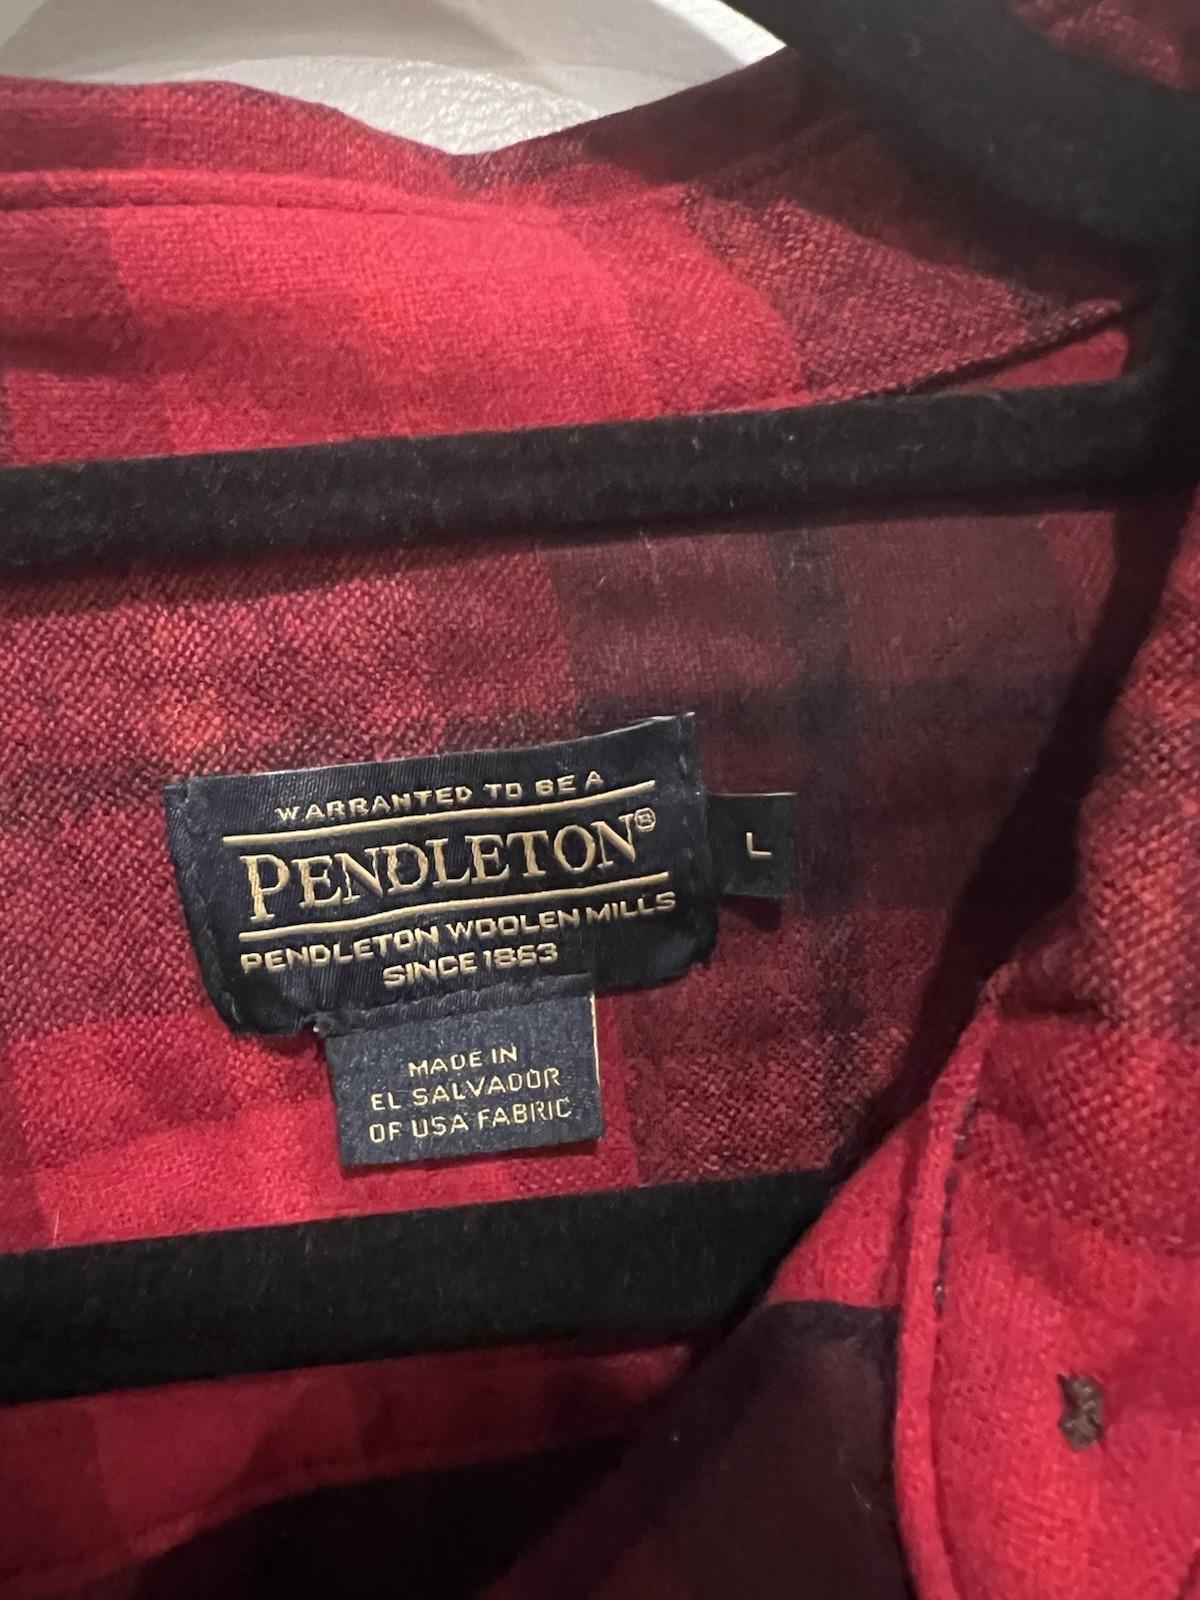 WARRANTED TO BE A
PENDLETON®
PENDLETON WOOLEN MILLS
SINCE 1863
L
MADE IN
EL SALVADOR
OF USA FABRIC